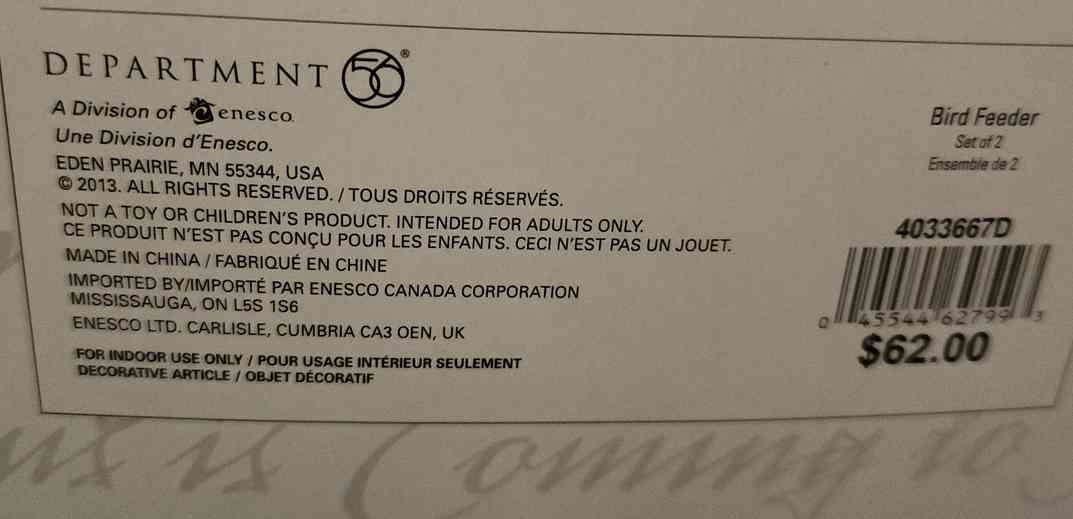 DEPARTMENT 56®
A Division of enesco.
Une Division d'Enesco.
EDEN PRAIRIE, MN 55344, USA
© 2013. ALL RIGHTS RESERVED. / TOUS DROITS RÉSERVÉS.
NOT A TOY OR CHILDREN'S PRODUCT. INTENDED FOR ADULTS ONLY.
CE PRODUIT N'EST PAS CONÇU POUR LES ENFANTS. CECI N'EST PAS UN JOUET.
MADE IN CHINA / FABRIQUÉ EN CHINE
IMPORTED BY/IMPORTÉ PAR ENESCO CANADA CORPORATION
MISSISSAUGA, ON L5S 1S6
ENESCO LTD. CARLISLE, CUMBRIA CA3 OEN, UK
FOR INDOOR USE ONLY / POUR USAGE INTÉRIEUR SEULEMENT
DECORATIVE ARTICLE / OBJET DÉCORATIF
Bird Feeder
Set of 2
Ensemble de 2
4033667D
0 45544 62799 3
$62.00
is Coming to